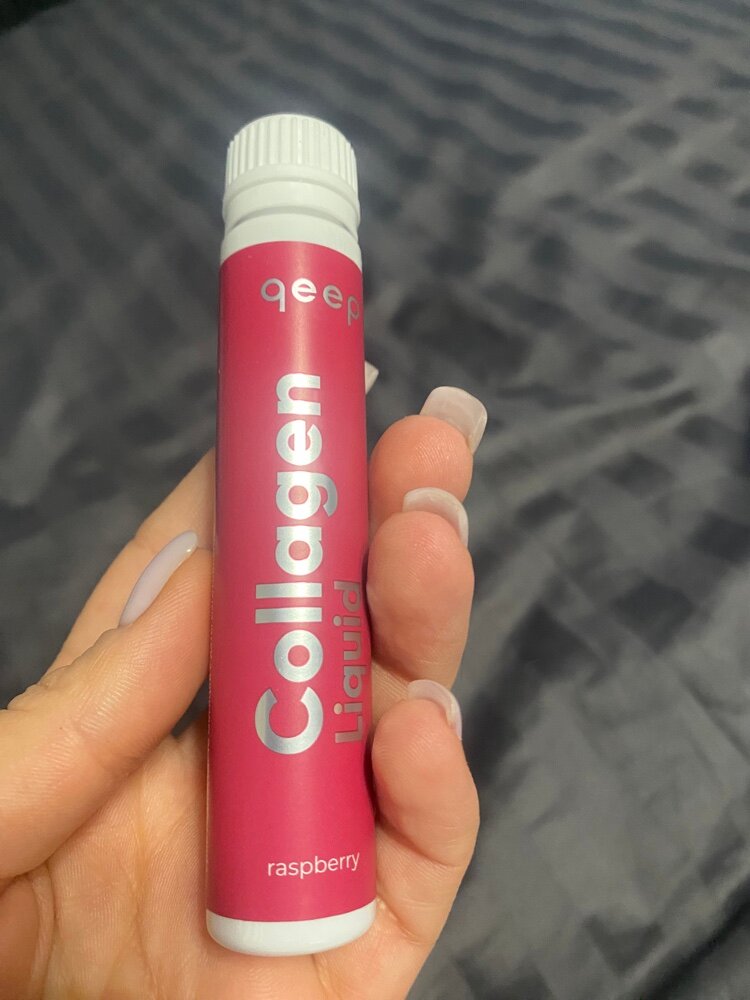 qeep
Collagen
Liquid
raspberry